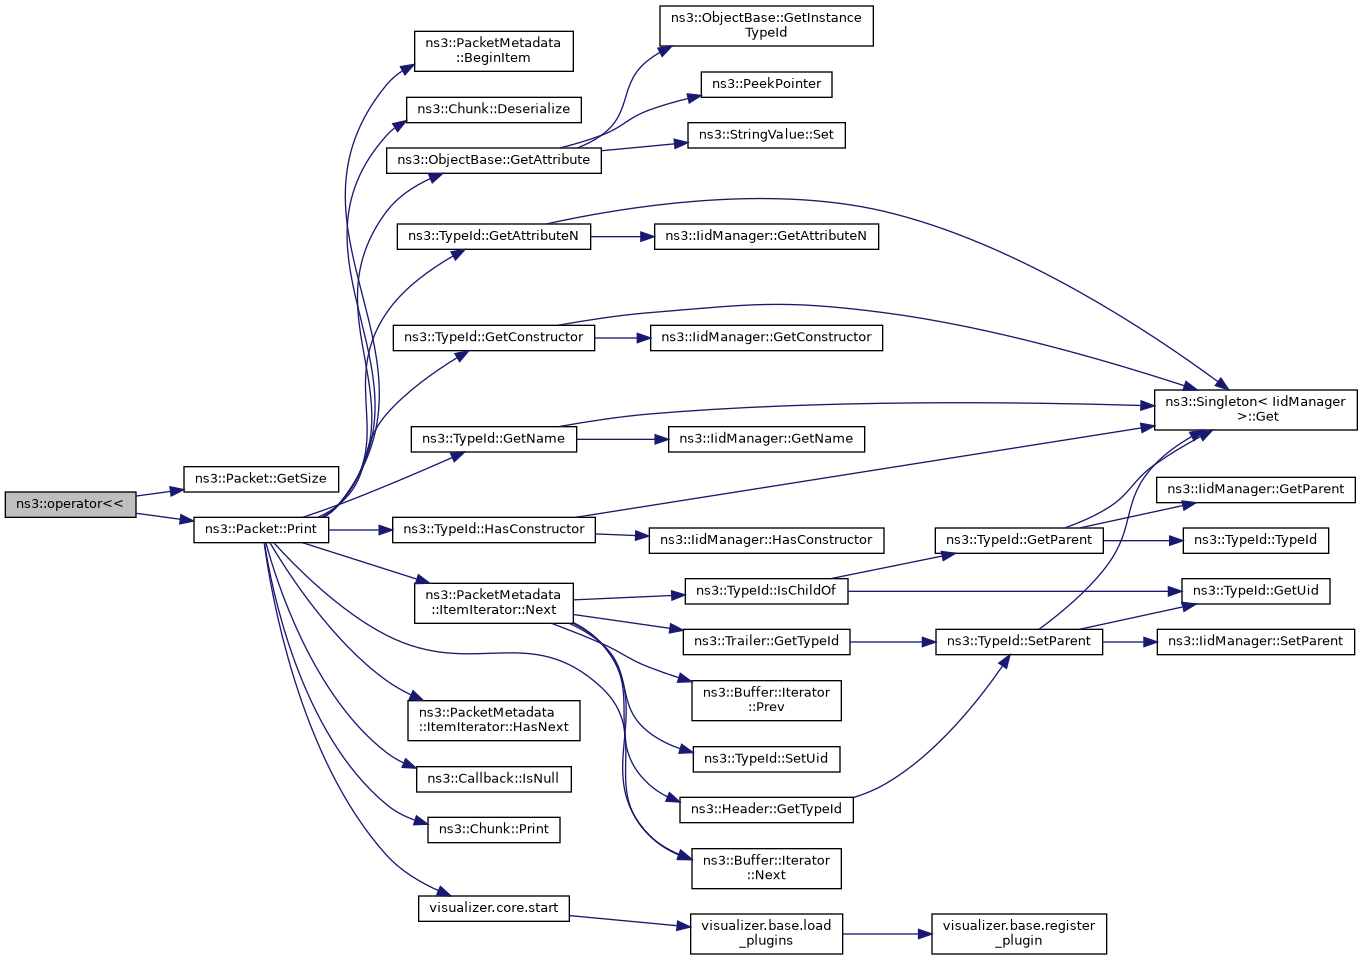 ns3::ObjectBase::GetInstance
TypeId
ns3::PacketMetadata
::BeginItem
ns3::PeekPointer
ns3::Chunk::Deserialize
ns3::StringValue::Set
ns3::ObjectBase::GetAttribute
ns3::TypeId::GetAttributeN
ns3::IidManager::GetAttributeN
ns3::TypeId::GetConstructor
ns3::IidManager::GetConstructor
ns3::Singleton< IidManager
>::Get
ns3::TypeId::GetName
ns3::IidManager::GetName
ns3::Packet::GetSize
ns3::IidManager::GetParent
ns3::operator<<
ns3::Packet::Print
ns3::TypeId::HasConstructor
ns3::IidManager::HasConstructor
ns3::TypeId::GetParent
ns3::TypeId::TypeId
ns3::PacketMetadata
::ItemIterator::Next
ns3::TypeId::IsChildOf
ns3::TypeId::GetUid
ns3::Trailer::GetTypeId
ns3::TypeId::SetParent
ns3::IidManager::SetParent
ns3::Buffer::Iterator
::Prev
ns3::PacketMetadata
::ItemIterator::HasNext
ns3::TypeId::SetUid
ns3::Callback::IsNull
ns3::Header::GetTypeId
ns3::Chunk::Print
ns3::Buffer::Iterator
::Next
visualizer.core.start
visualizer.base.load
_plugins
visualizer.base.register
_plugin